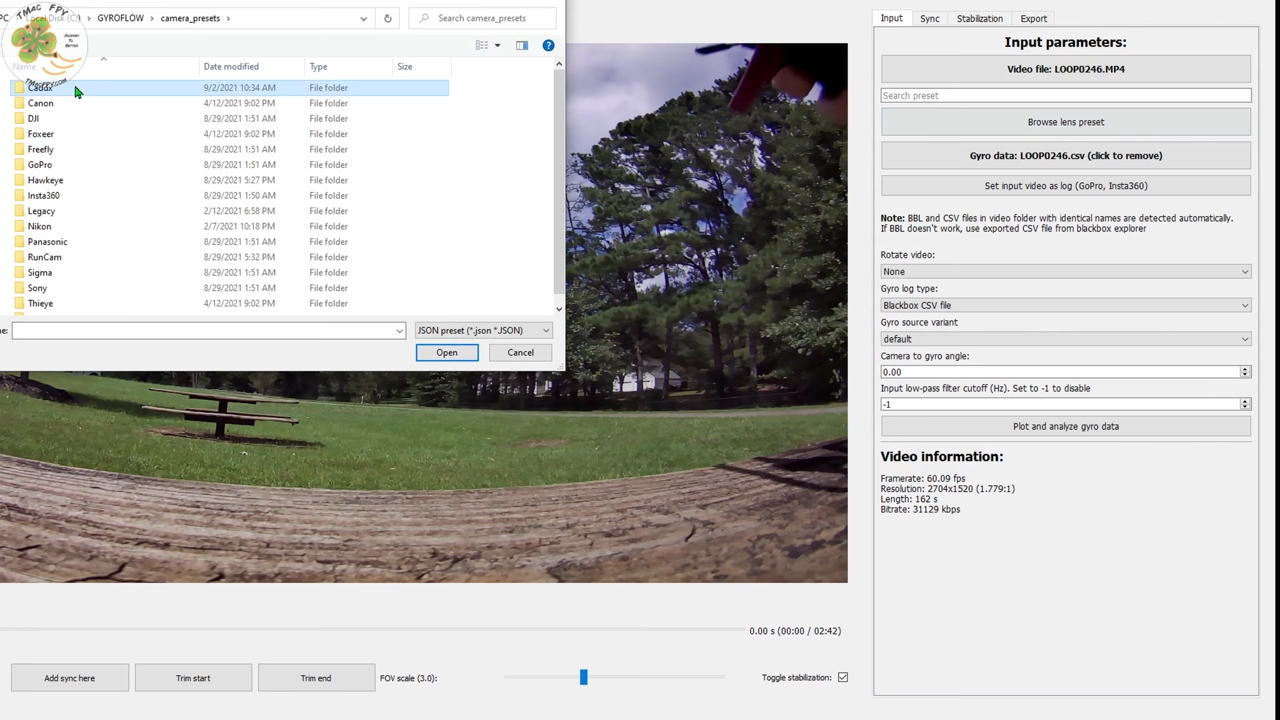 PC > Local Disk (C:) > GYROFLOW > camera_presets >
Search camera_presets
TMac FPV
TMACFPV.COM
Name
Date modified
Type
Size
Caddx 9/2/2021 10:34 AM File folder
Canon 4/12/2021 9:02 PM File folder
DJI 8/29/2021 1:51 AM File folder
Foxeer 4/12/2021 9:02 PM File folder
Freefly 8/29/2021 1:51 AM File folder
GoPro 8/29/2021 1:51 AM File folder
Hawkeye 8/29/2021 5:27 PM File folder
Insta360 8/29/2021 1:50 AM File folder
Legacy 2/12/2021 6:58 PM File folder
Nikon 2/7/2021 10:18 PM File folder
Panasonic 8/29/2021 1:51 AM File folder
RunCam 8/29/2021 5:32 PM File folder
Sigma 8/29/2021 1:51 AM File folder
Sony 8/29/2021 1:51 AM File folder
Thieye 4/12/2021 9:02 PM File folder
ne:
JSON preset (*.json *.JSON)
Open
Cancel
0.00 s (00:00 / 02:42)
Add sync here
Trim start
Trim end
FOV scale (3.0):
Toggle stabilization:
Input
Sync
Stabilization
Export
Input parameters:
Video file: LOOP0246.MP4
Search preset
Browse lens preset
Gyro data: LOOP0246.csv (click to remove)
Set input video as log (GoPro, Insta360)
Note: BBL and CSV files in video folder with identical names are detected automatically.
If BBL doesn't work, use exported CSV file from blackbox explorer
Rotate video:
None
Gyro log type:
Blackbox CSV file
Gyro source variant
default
Camera to gyro angle:
0.00
Input low-pass filter cutoff (Hz). Set to -1 to disable
-1
Plot and analyze gyro data
Video information:
Framerate: 60.09 fps
Resolution: 2704x1520 (1.779:1)
Length: 162 s
Bitrate: 31129 kbps